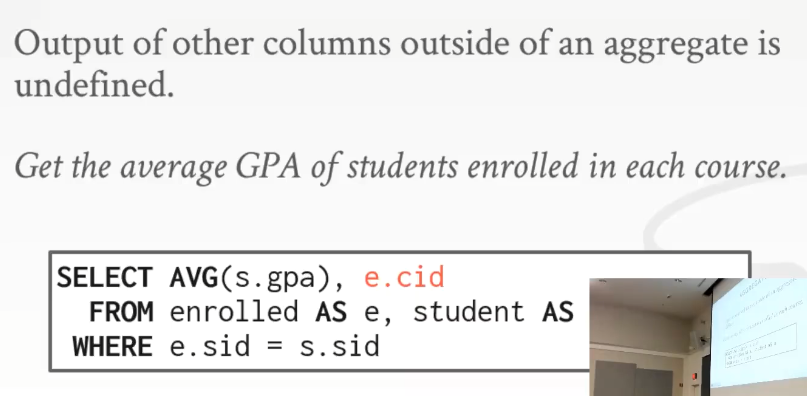 Output of other columns outside of an aggregate is
undefined.
Get the average GPA of students enrolled in each course.
SELECT AVG(s.gpa), e.cid
FROM enrolled AS e, student AS
WHERE e.sid = s.sid